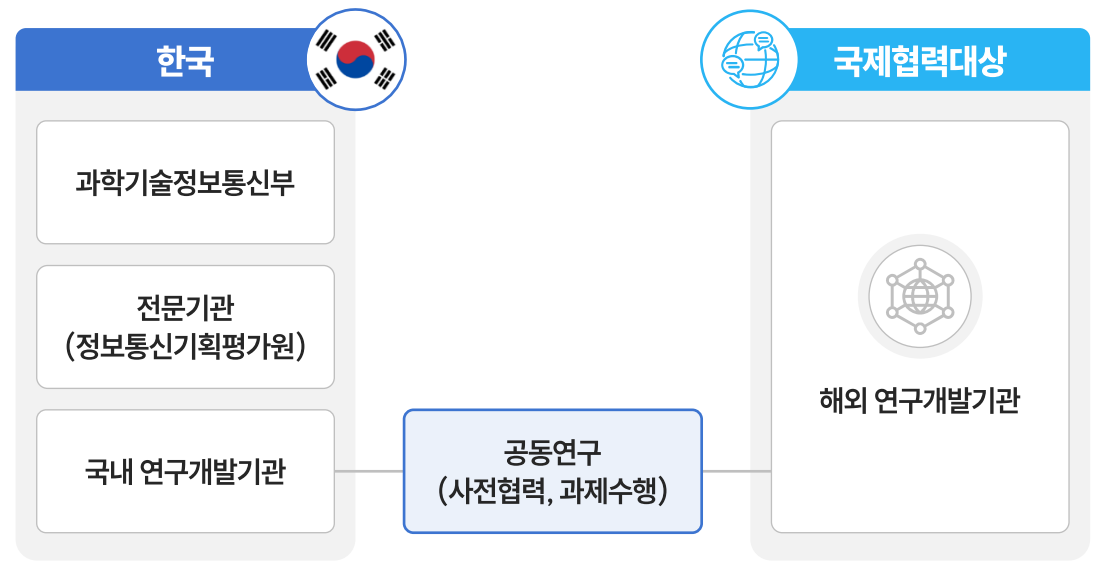 한국
과학기술정보통신부
전문기관
(정보통신기획평가원)
국내 연구개발기관
공동연구
(사전협력, 과제수행)
국제협력대상
해외 연구개발기관